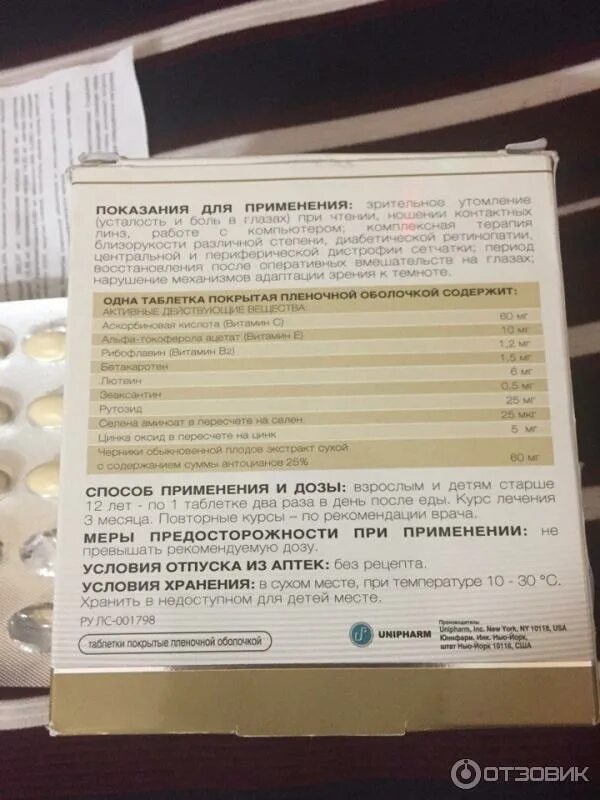 ПОКАЗАНИЯ ДЛЯ ПРИМЕНЕНИЯ: зрительное утомление
(усталость и боль в глазах) при чтении, ношении контактных
линз, работе с компьютером; комплексная терапия
близорукости различной степени, диабетической ретинопатии,
центральной и периферической дистрофии сетчатки; период
восстановления после оперативных вмешательств на глазах;
нарушение механизмов адаптации зрения к темноте.
ОДНА ТАБЛЕТКА ПОКРЫТАЯ ПЛЕНОЧНОЙ ОБОЛОЧКОЙ СОДЕРЖИТ:
АКТИВНЫЕ ДЕЙСТВУЮЩИЕ ВЕЩЕСТВА:
Аскорбиновая кислота (Витамин С) 60 мг
Альфа-токоферола ацетат (Витамин Е) 10 мг
Рибофлавин (Витамин В2) 1,2 мг
Бетакаротен 1,5 мг
Лютеин 6 мг
Зеаксантин 0,5 мг
Рутозид 25 мг
Селена аминоат в пересчете на селен 25 мкг
Цинка оксид в пересчете на цинк 5 мг
Черники обыкновенной плодов экстракт сухой
с содержанием суммы антоцианов 25% 60 мг
СПОСОБ ПРИМЕНЕНИЯ И ДОЗЫ: взрослым и детям старше
12 лет - по 1 таблетке два раза в день после еды. Курс лечения
3 месяца. Повторные курсы – по рекомендации врача.
МЕРЫ ПРЕДОСТОРОЖНОСТИ ПРИ ПРИМЕНЕНИИ: не
превышать рекомендуемую дозу.
УСЛОВИЯ ОТПУСКА ИЗ АПТЕК: без рецепта.
УСЛОВИЯ ХРАНЕНИЯ: в сухом месте, при температуре 10 - 30 °С.
Хранить в недоступном для детей месте.
РУ ЛС-001798
таблетки покрытые пленочной оболочкой
UNIPHARM
Производитель:
Unipharm, Inc. New York, NY 10118, USA
Юнифарм, Инк. Нью-Йорк,
штат Нью-Йорк 10118, США
ОТЗОВИК